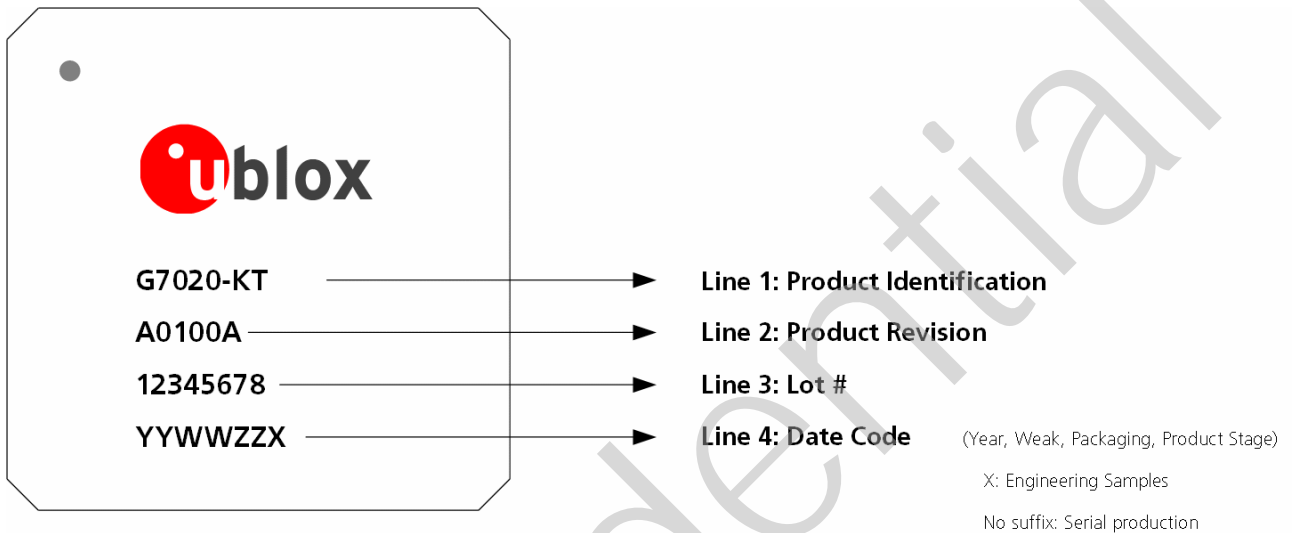 ublox
G7020-KT Line 1: Product Identification
A0100A Line 2: Product Revision
12345678 Line 3: Lot #
YYWWZZX Line 4: Date Code (Year, Weak, Packaging, Product Stage)
X: Engineering Samples
No suffix: Serial production
dential